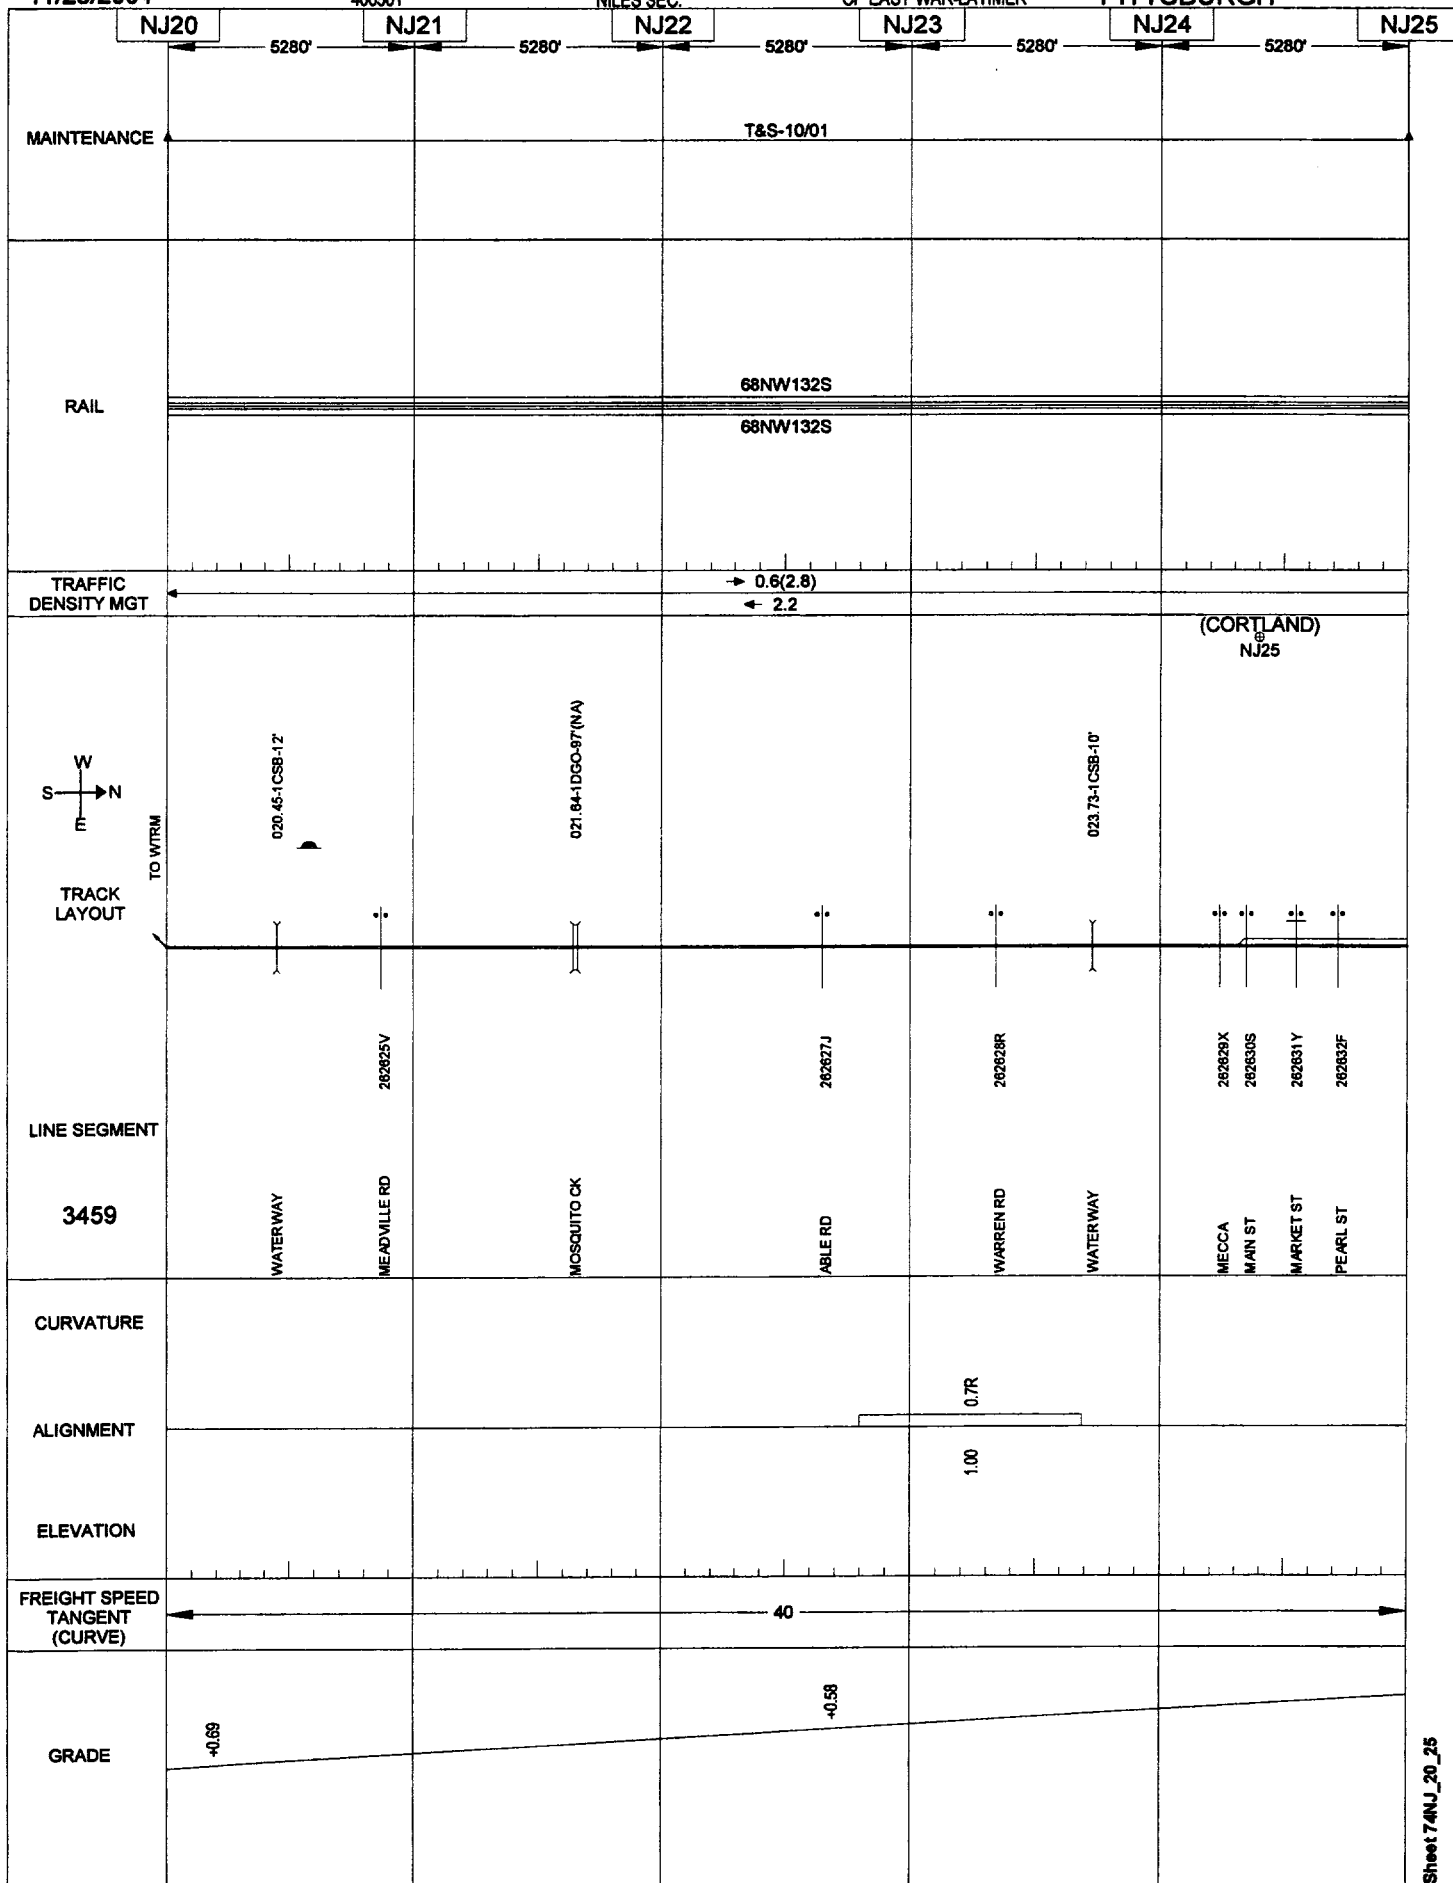 NILES SEC.
PITTSBURGH
NJ20 NJ21 NJ22 NJ23 NJ24 NJ25
5280' 5280' 5280' 5280' 5280'
MAINTENANCE
T&S-10/01
RAIL
68NW132S
68NW132S
TRAFFIC
DENSITY MGT
0.6(2.8)
2.2
(CORTLAND)
NJ25
W
S N
E
TO WTRM
020.45-1CSB-12'
021.64-1DGO-97'(NA)
023.73-1CSB-10'
TRACK
LAYOUT
262625V
262627J
262628R
262629X
262630S
262631Y
262632F
LINE SEGMENT
3459
WATERWAY
MEADVILLE RD
MOSQUITO CK
ABLE RD
WARREN RD
WATERWAY
MECCA
MAIN ST
MARKET ST
PEARL ST
CURVATURE
0.7R
ALIGNMENT
1.00
ELEVATION
FREIGHT SPEED
TANGENT
(CURVE)
40
GRADE
+0.69
+0.58
Sheet 74NJ_20_25